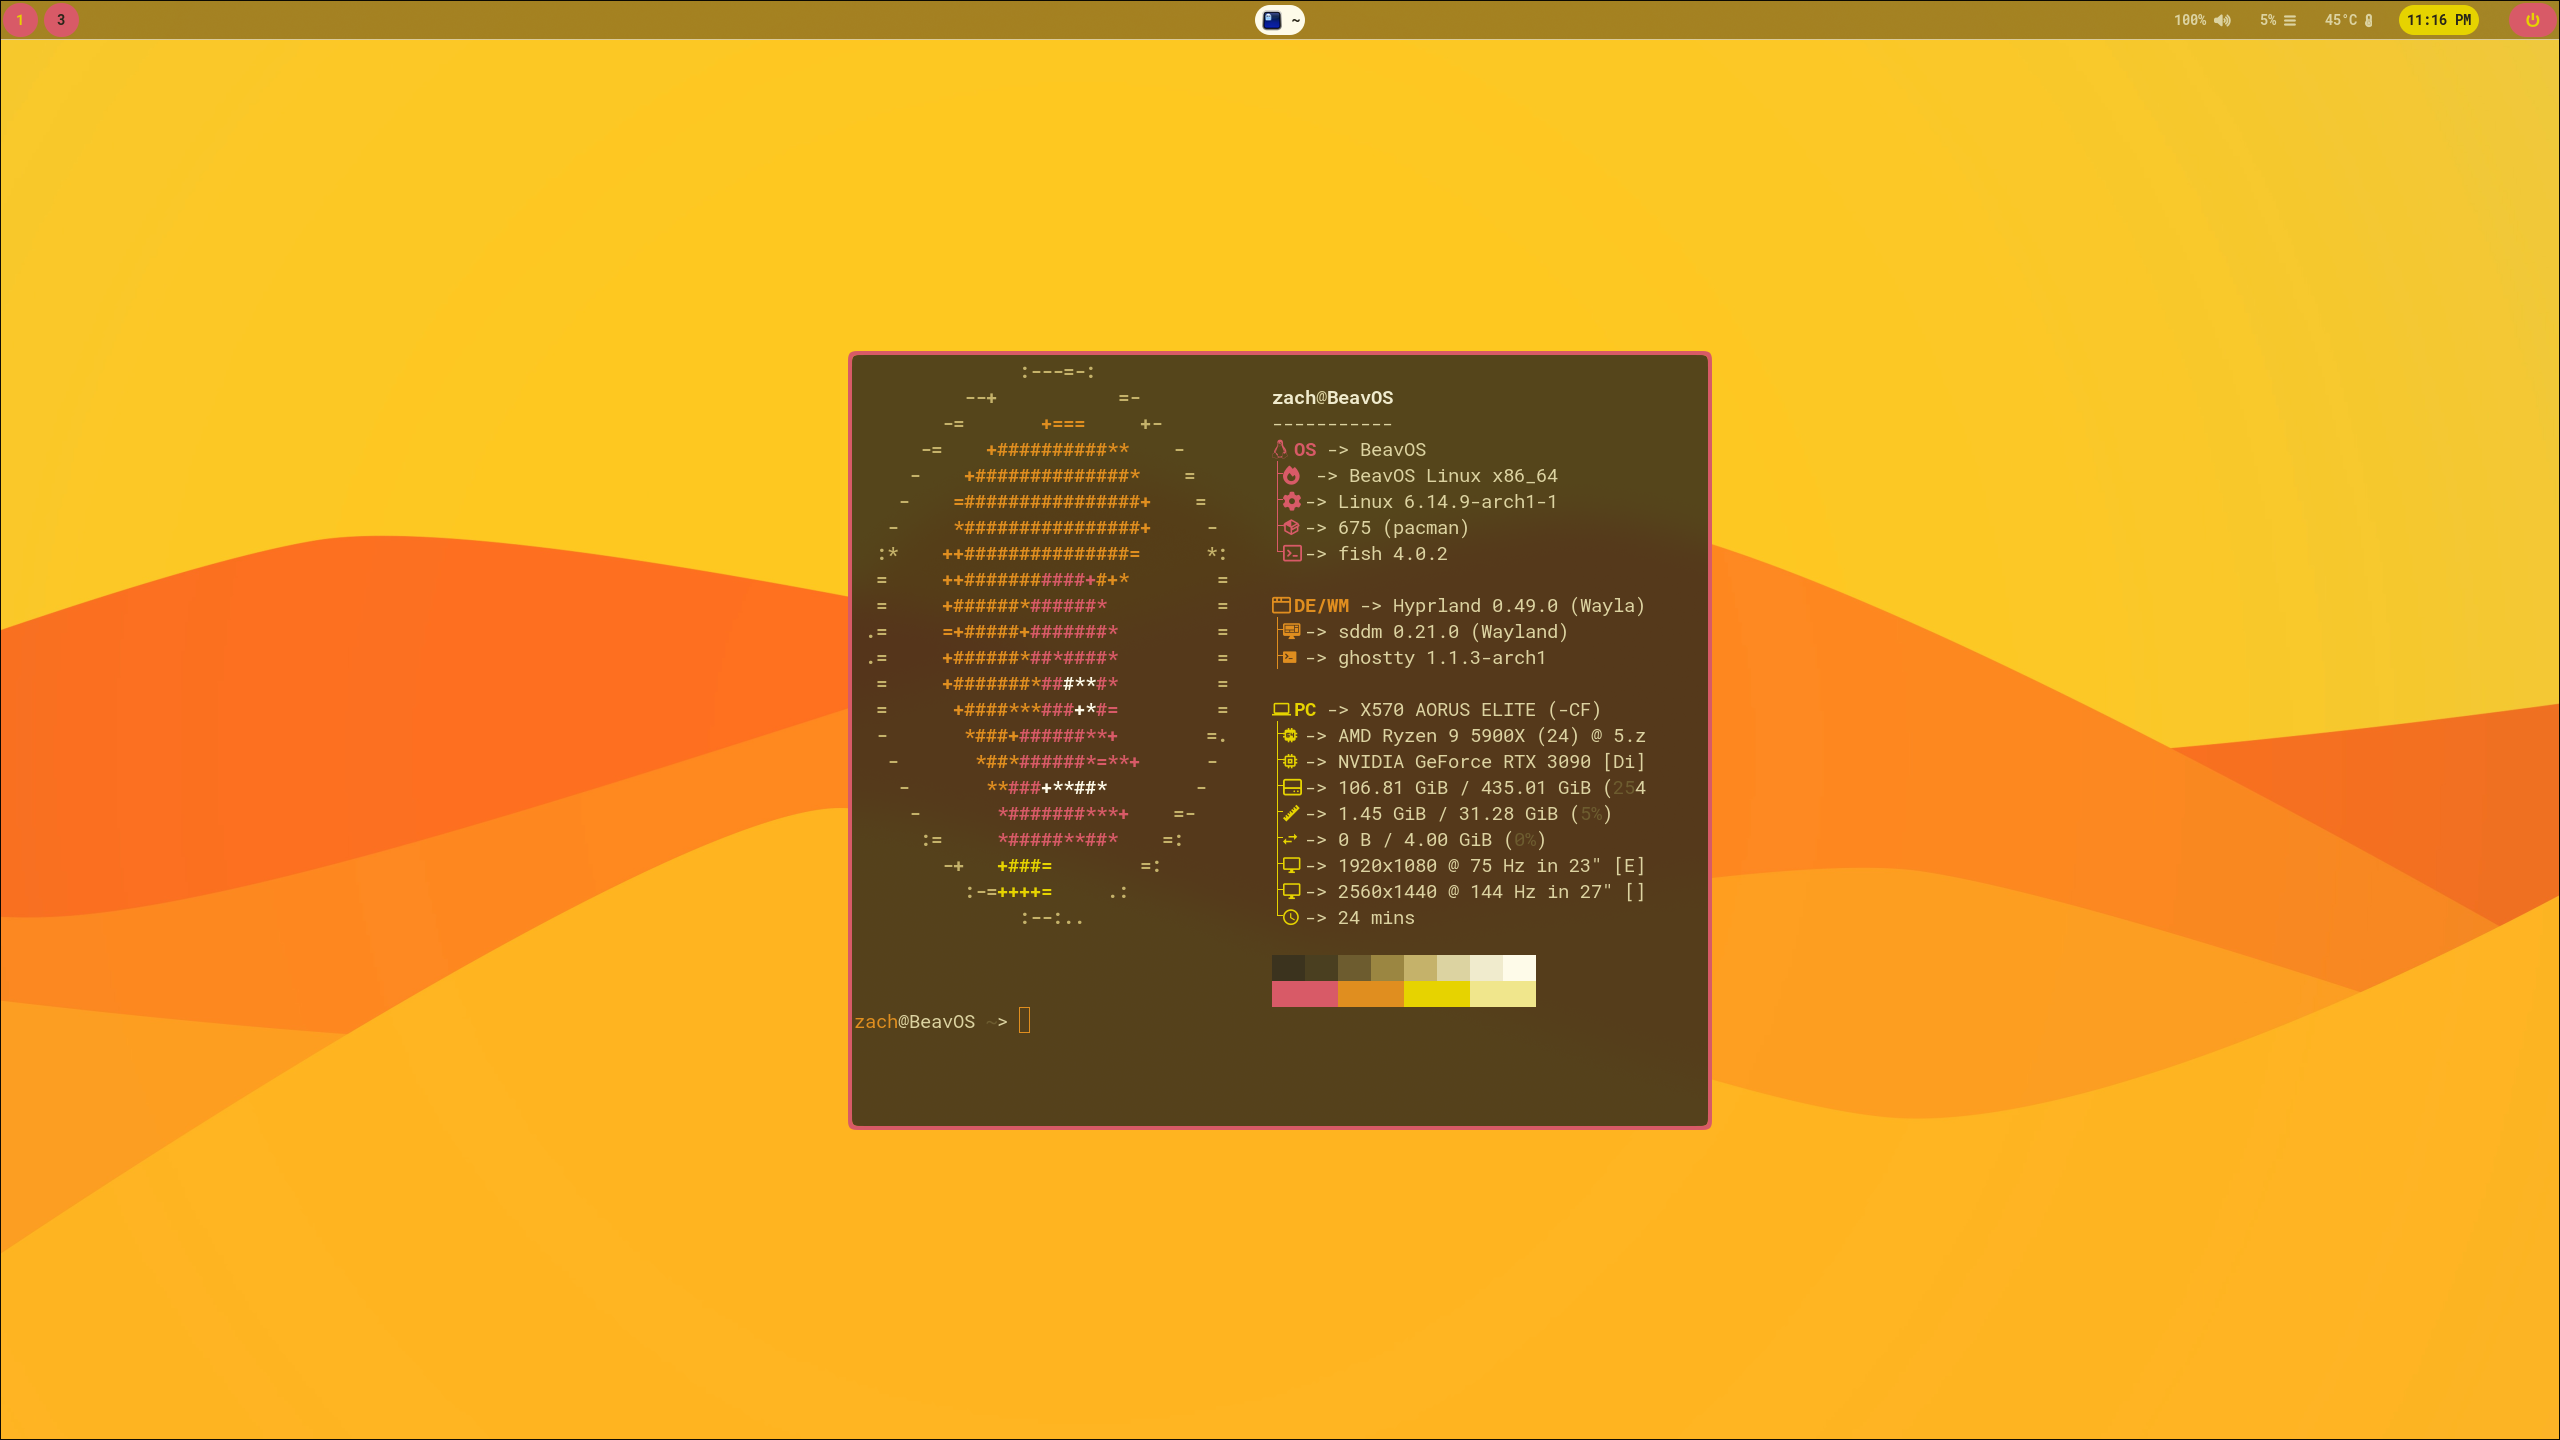 1 3 ~ 100% 5% 45°C 11:16 PM
:---=-:
--+ =-
-= +=== +-
-= +##########** -
- +##############* =
- =################+ =
- *################+ -
:* ++###############= *:
= ++###########+#+* =
= +######*######* =
.= =+#####+#######* =
.= +######*##*####* =
= +#######*###**#* =
= +####***###+*#= =
- *###+######**+ =.
- *##*######*=**+ -
- **###+**##* -
- *#######***+ =-
:= *#####**##* =:
-+ +###= =:
:-=++++= .:
:--:..
zach@BeavOS
-----------
OS -> BeavOS
-> BeavOS Linux x86_64
-> Linux 6.14.9-arch1-1
-> 675 (pacman)
-> fish 4.0.2
DE/WM -> Hyprland 0.49.0 (Wayla)
-> sddm 0.21.0 (Wayland)
-> ghostty 1.1.3-arch1
PC -> X570 AORUS ELITE (-CF)
-> AMD Ryzen 9 5900X (24) @ 5.z
-> NVIDIA GeForce RTX 3090 [Di]
-> 106.81 GiB / 435.01 GiB (254
-> 1.45 GiB / 31.28 GiB (5%)
-> 0 B / 4.00 GiB (0%)
-> 1920x1080 @ 75 Hz in 23" [E]
-> 2560x1440 @ 144 Hz in 27" []
-> 24 mins
zach@BeavOS ~>